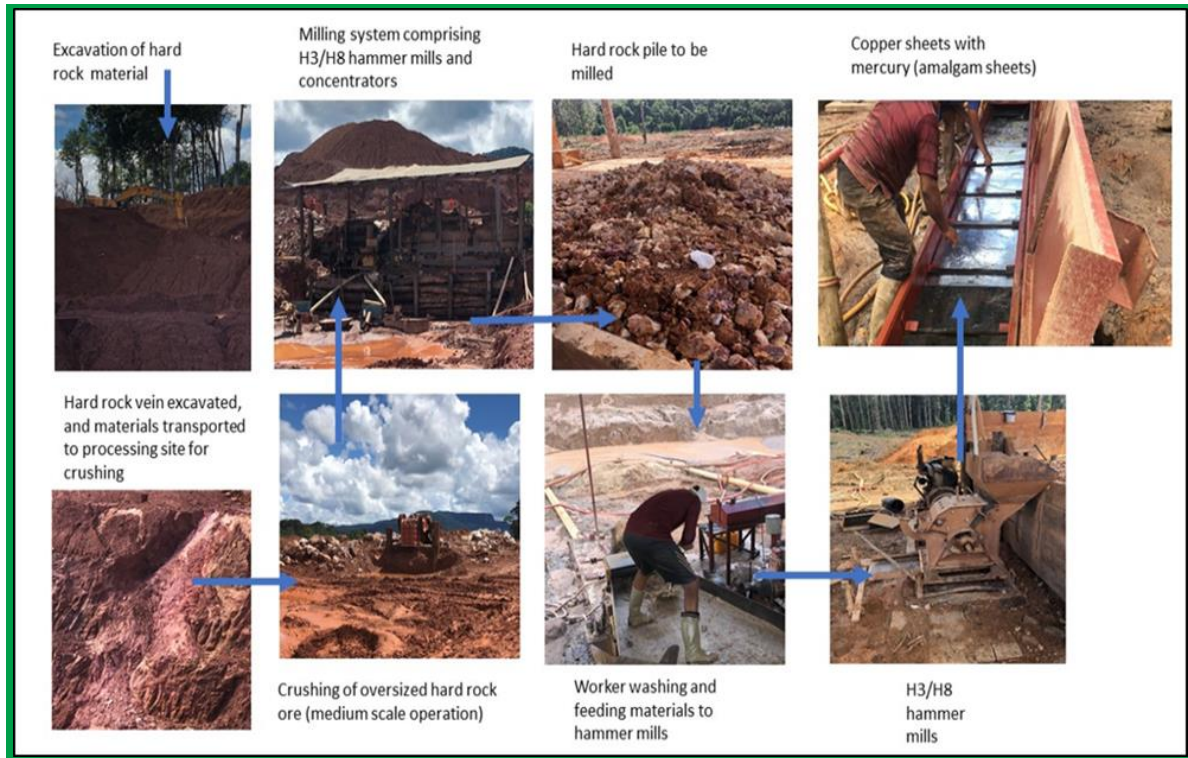 Excavation of hard
rock material
Milling system comprising
H3/H8 hammer mills and
concentrators
Hard rock pile to be
milled
Copper sheets with
mercury (amalgam sheets)
Hard rock vein excavated,
and materials transported
to processing site for
crushing
Crushing of oversized hard rock
ore (medium scale operation)
Worker washing and
feeding materials to
hammer mills
H3/H8
hammer
mills